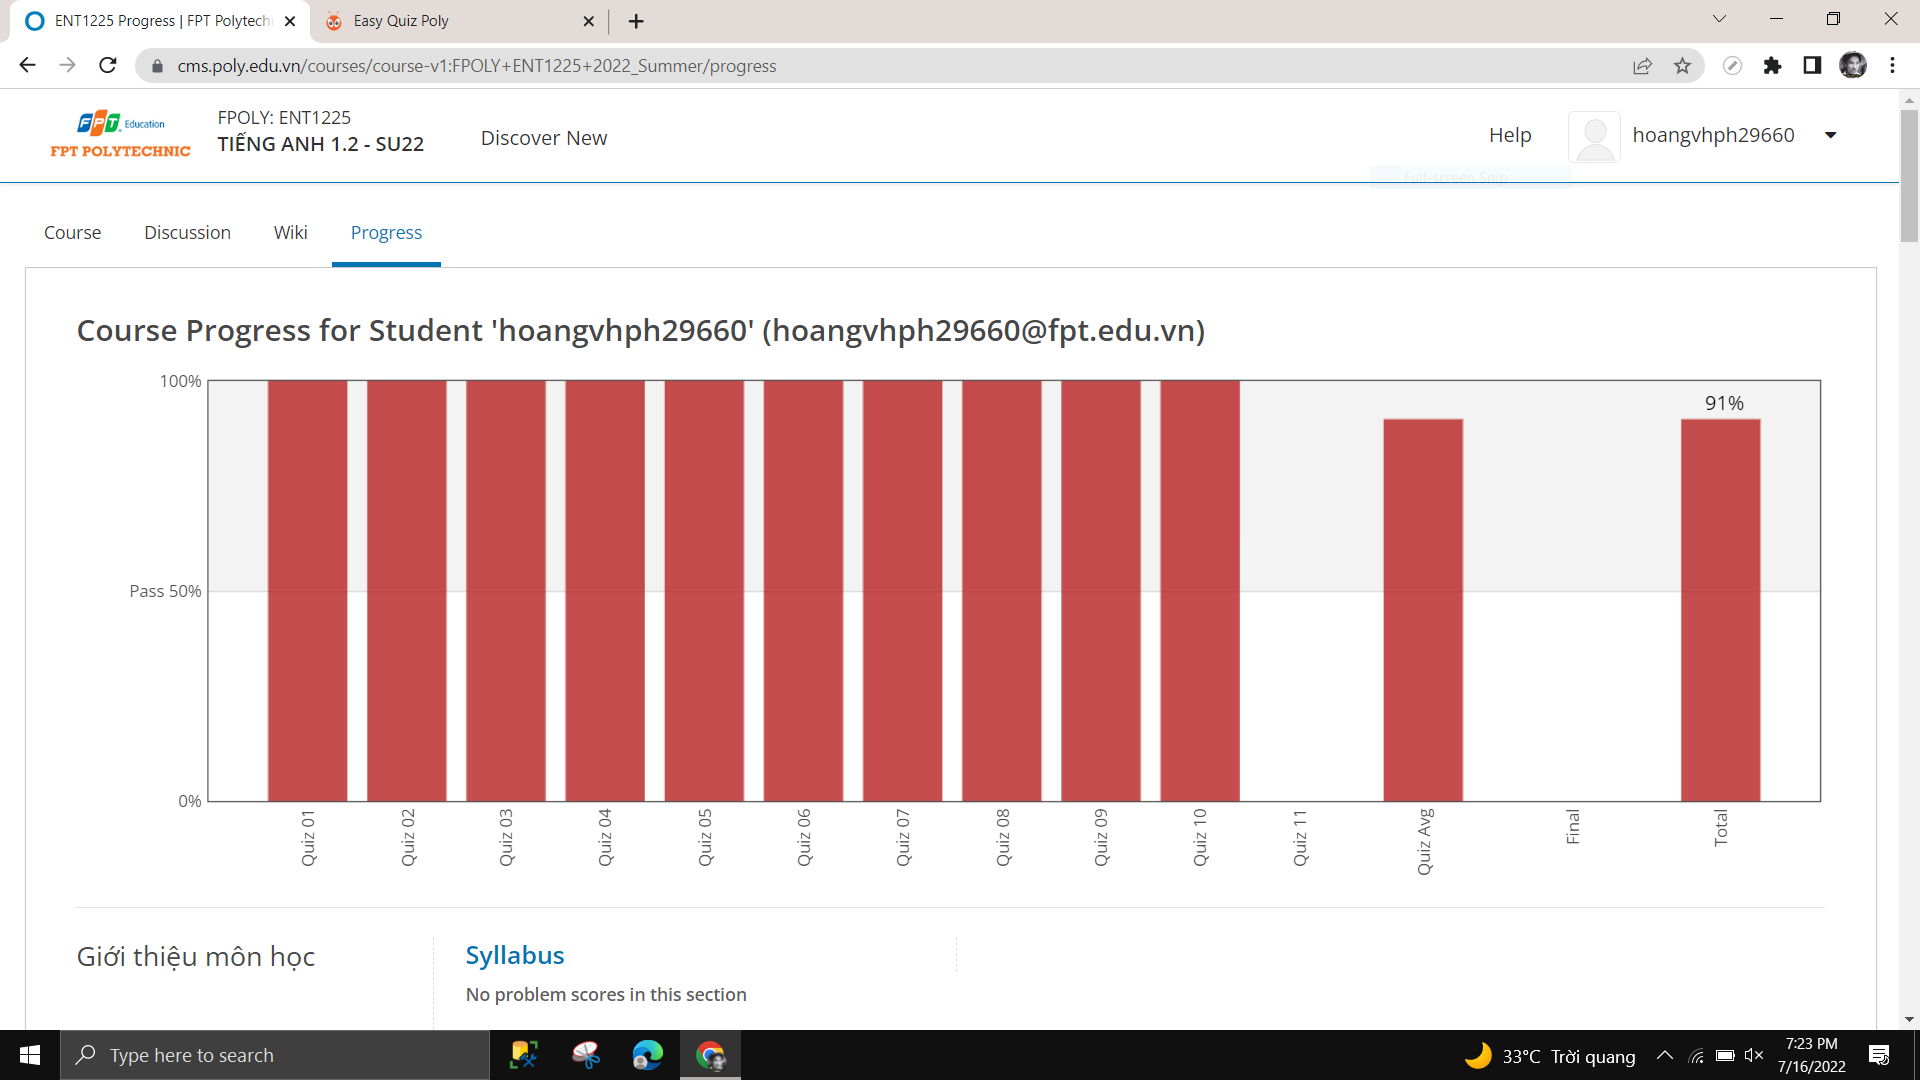 ENT1225 Progress | FPT Polytechn
Easy Quiz Poly
cms.poly.edu.vn/courses/course-v1:FPOLY+ENT1225+2022_Summer/progress
FPT Education
FPT POLYTECHNIC
FPOLY: ENT1225
TIẾNG ANH 1.2 - SU22
Discover New
Help
hoangvhph29660
Full-screen Snip
Course
Discussion
Wiki
Progress
Course Progress for Student 'hoangvhph29660' (hoangvhph29660@fpt.edu.vn)
100%
Pass 50%
0%
91%
Quiz 01
Quiz 02
Quiz 03
Quiz 04
Quiz 05
Quiz 06
Quiz 07
Quiz 08
Quiz 09
Quiz 10
Quiz 11
Quiz Avg
Final
Total
Giới thiệu môn học
Syllabus
No problem scores in this section
Type here to search
33°C Trời quang
7:23 PM
7/16/2022